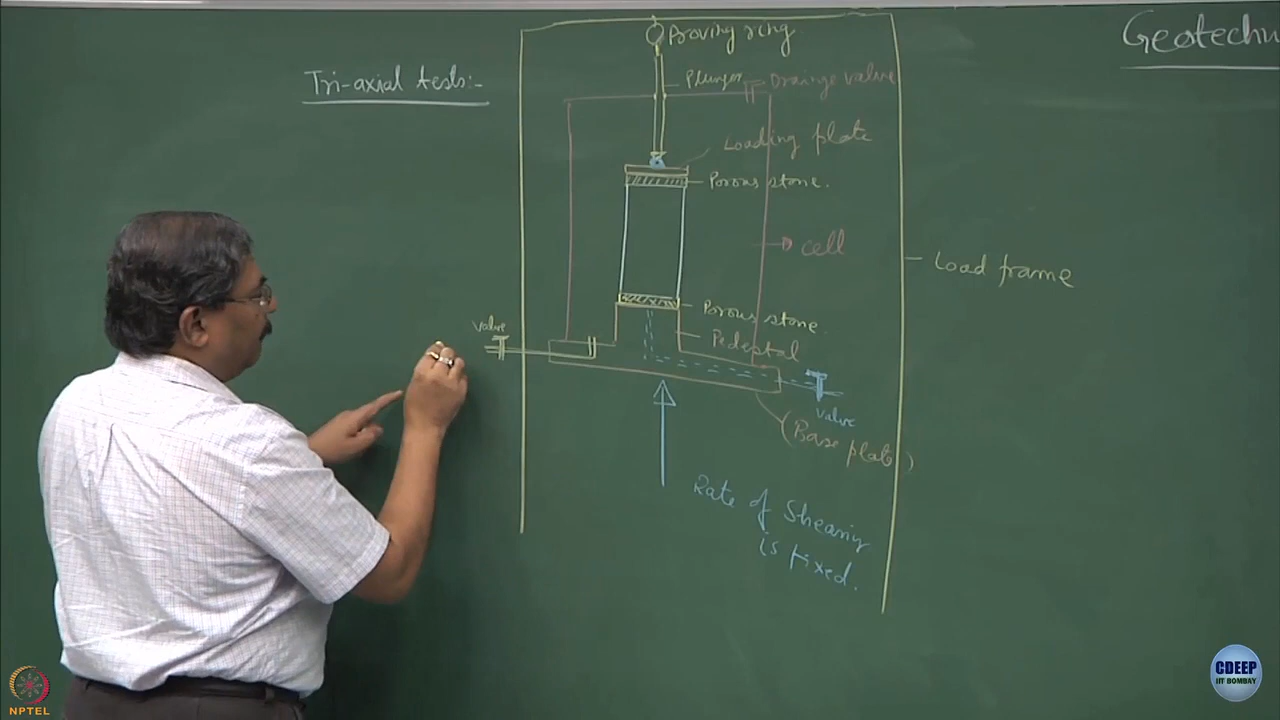 Geotechn
Tri-axial tests:-
Proving ring
Plunger
Drainge valve
Loading plate
Porous stone.
cell
Load frame
Porous stone.
valve
Pedestal
valve
(Base plate)
Rate of Shearing
is fixed.
NPTEL
CDEEP
IIT BOMBAY